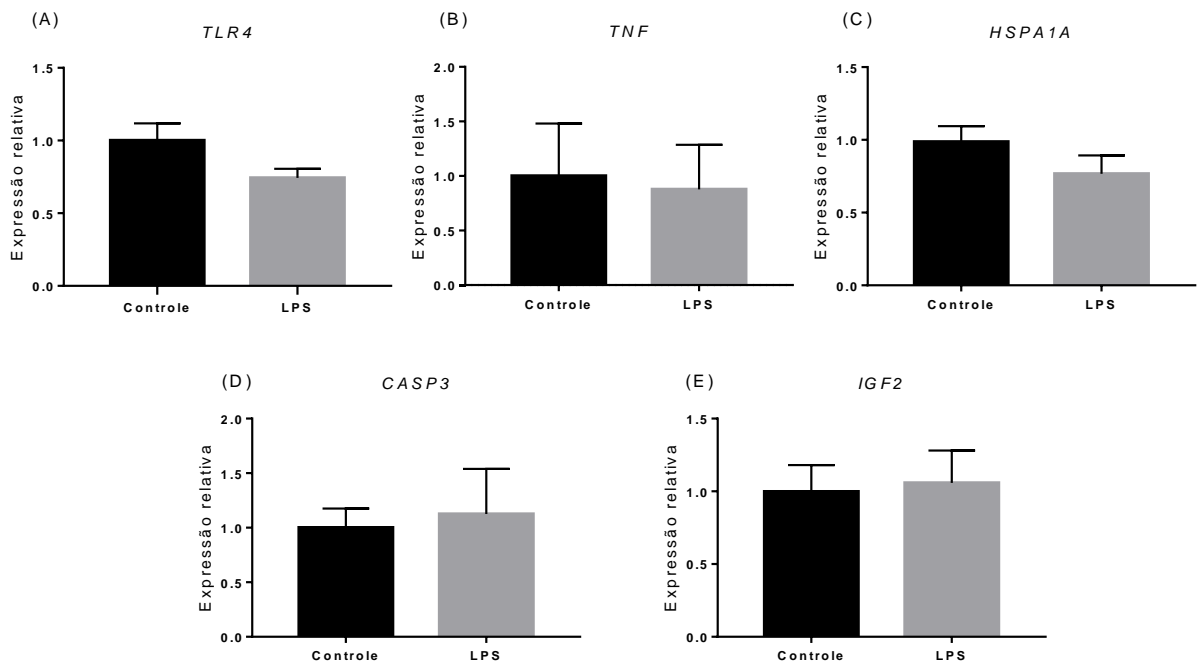 (A)
TLR4
Expressão relativa
1.5
1.0
0.5
0.0
Controle LPS
(B)
TNF
Expressão relativa
2.0
1.5
1.0
0.5
0.0
Controle LPS
(C)
HSPA1A
Expressão relativa
1.5
1.0
0.5
0.0
Controle LPS
(D)
CASP3
Expressão relativa
2.0
1.5
1.0
0.5
0.0
Controle LPS
(E)
IGF2
Expressão relativa
1.5
1.0
0.5
0.0
Controle LPS